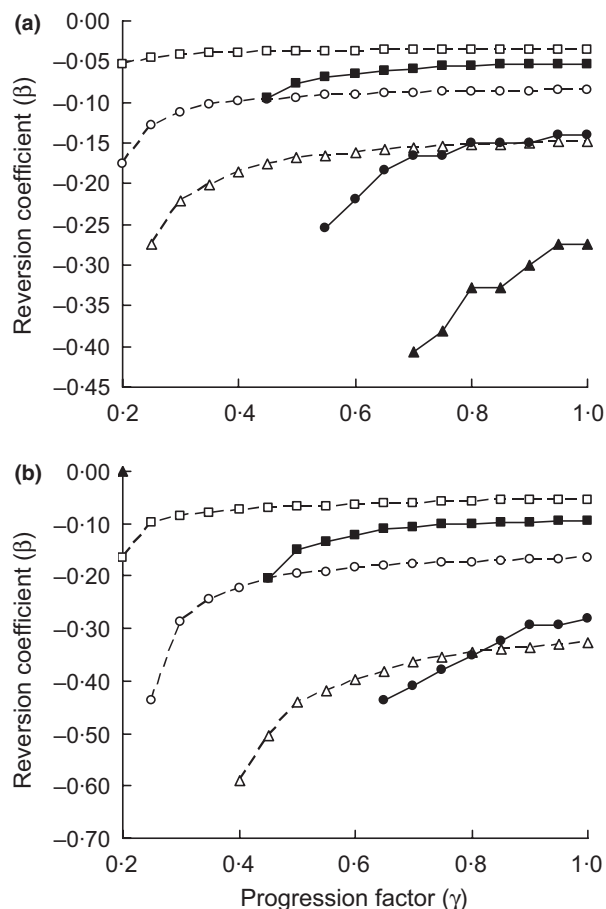 (a)
0·00
–0·05
–0·10
–0·15
–0·20
–0·25
–0·30
–0·35
–0·40
–0·45
Reversion coefficient (β)
0·2 0·4 0·6 0·8 1·0
(b)
0·00
–0·10
–0·20
–0·30
–0·40
–0·50
–0·60
–0·70
Reversion coefficient (β)
0·2 0·4 0·6 0·8 1·0
Progression factor (γ)